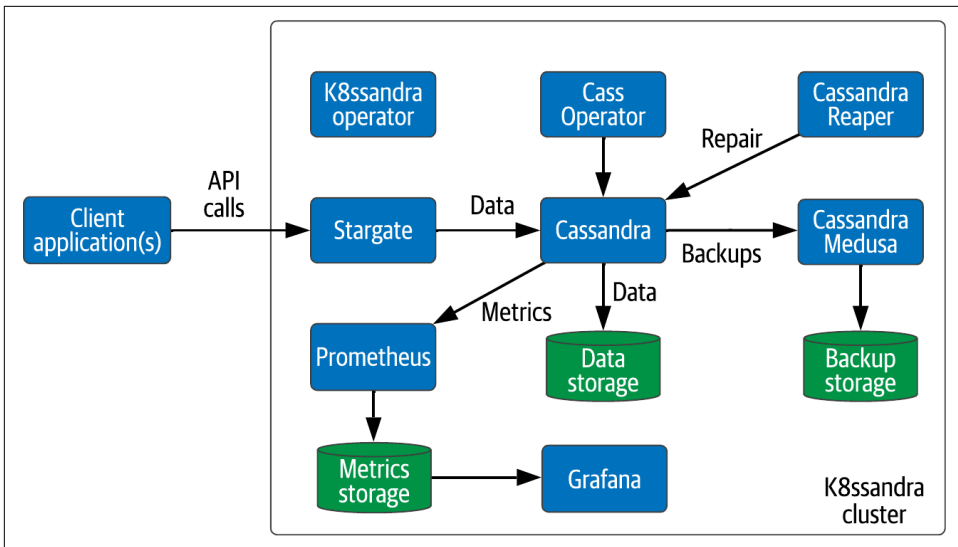 K8ssandra
operator
Cass
Operator
Cassandra
Reaper
Repair
API
calls
Client
application(s)
Stargate
Data
Cassandra
Backups
Cassandra
Medusa
Metrics
Data
Prometheus
Data
storage
Backup
storage
Metrics
storage
Grafana
K8ssandra
cluster